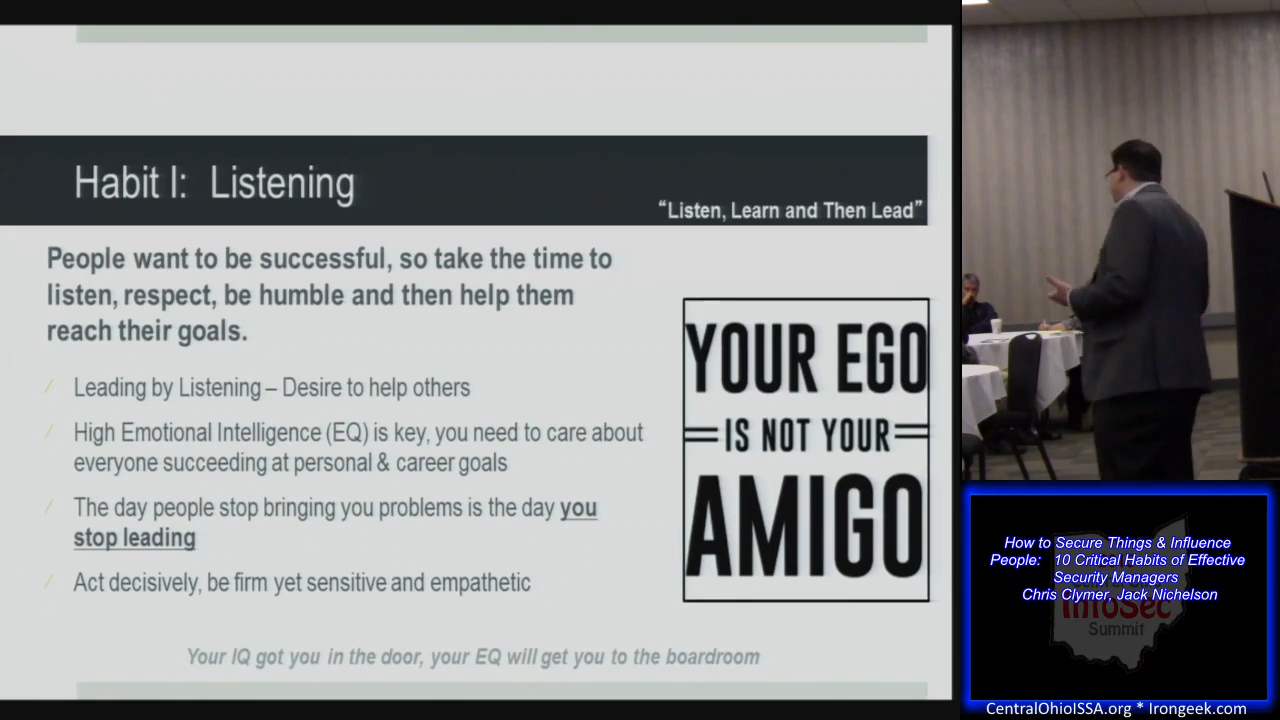 Habit I: Listening
“Listen, Learn and Then Lead”
People want to be successful, so take the time to
listen, respect, be humble and then help them
reach their goals.
Leading by Listening – Desire to help others
High Emotional Intelligence (EQ) is key, you need to care about
everyone succeeding at personal & career goals
The day people stop bringing you problems is the day you
stop leading
Act decisively, be firm yet sensitive and empathetic
Your IQ got you in the door, your EQ will get you to the boardroom
YOUR EGO
IS NOT YOUR
AMIGO
How to Secure Things & Influence
People: 10 Critical Habits of Effective
Security Managers
Chris Clymer, Jack Nichelson
InfoSec
Summit
CentralOhioISSA.org * Irongeek.com